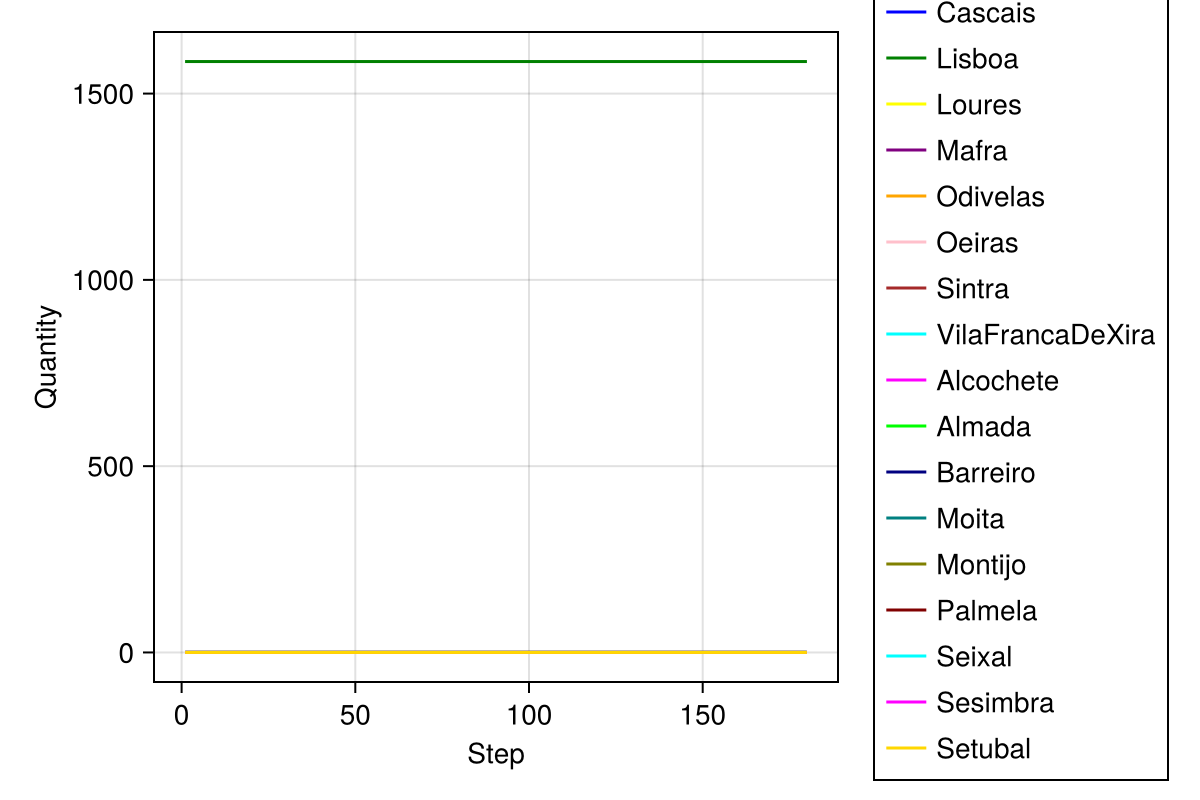 1500
1000
500
0
Quantity
0
50
100
150
Step
Cascais
Lisboa
Loures
Mafra
Odivelas
Oeiras
Sintra
VilaFrancaDeXira
Alcochete
Almada
Barreiro
Moita
Montijo
Palmela
Seixal
Sesimbra
Setubal